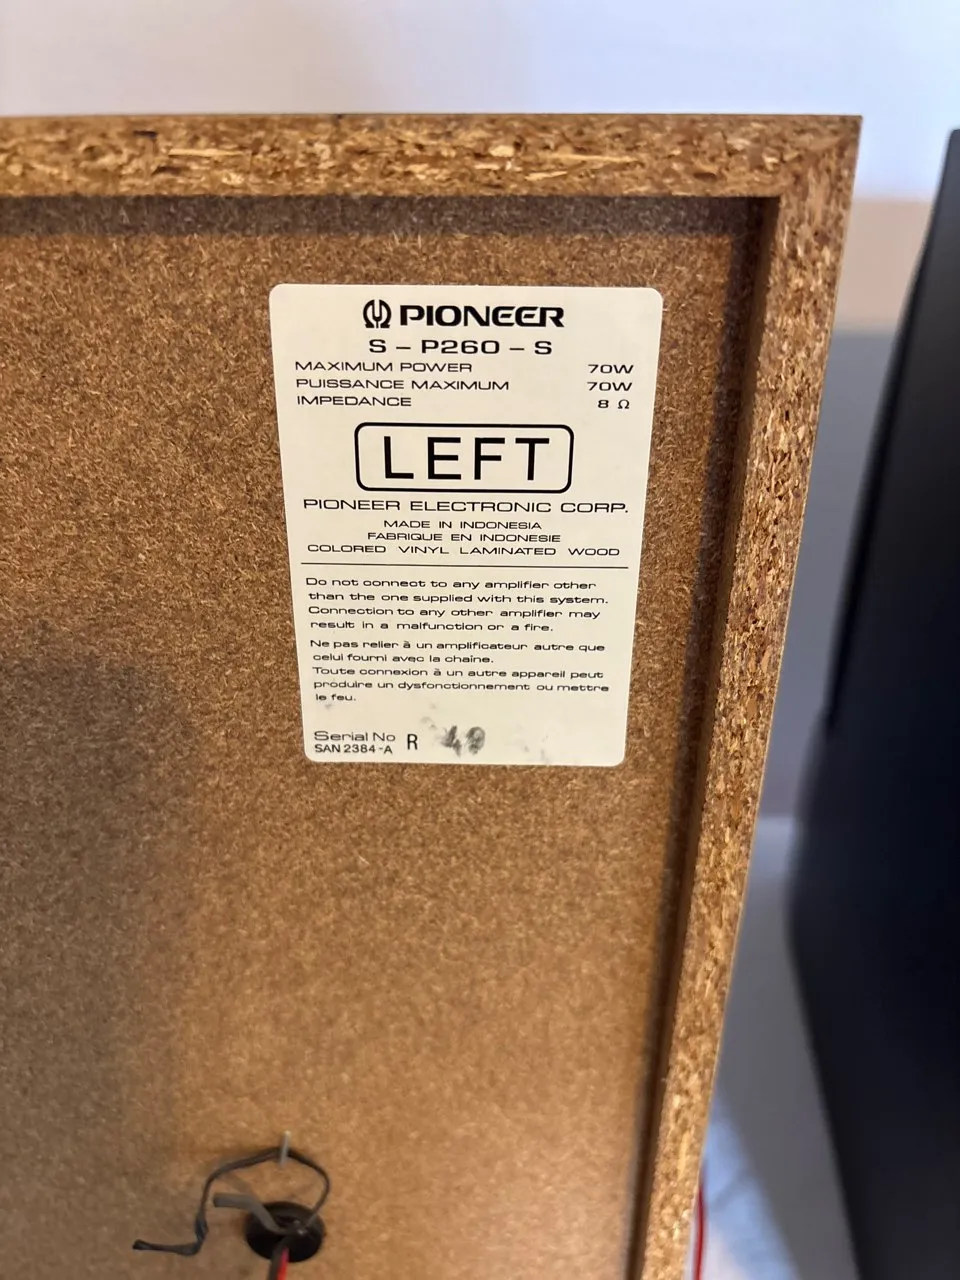 PIONEER
S – P260 – S
MAXIMUM POWER 70W
PUISSANCE MAXIMUM 70W
IMPEDANCE 8 Ω
LEFT
PIONEER ELECTRONIC CORP.
MADE IN INDONESIA
FABRIQUE EN INDONESIE
COLORED VINYL LAMINATED WOOD
Do not connect to any amplifier other
than the one supplied with this system.
Connection to any other amplifier may
result in a malfunction or a fire.
Ne pas relier à un amplificateur autre que
celui fourni avec la chaîne.
Toute connexion à un autre appareil peut
produire un dysfonctionnement ou mettre
le feu.
Serial No
SAN 2384-A R